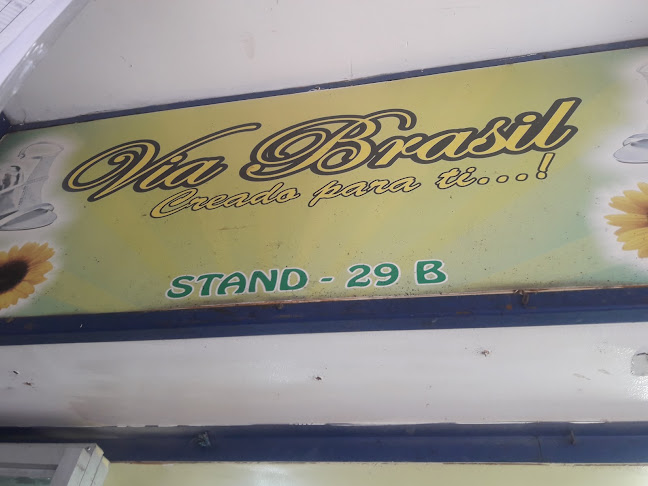 Via Brasil
Creado para ti...!
STAND - 29 B